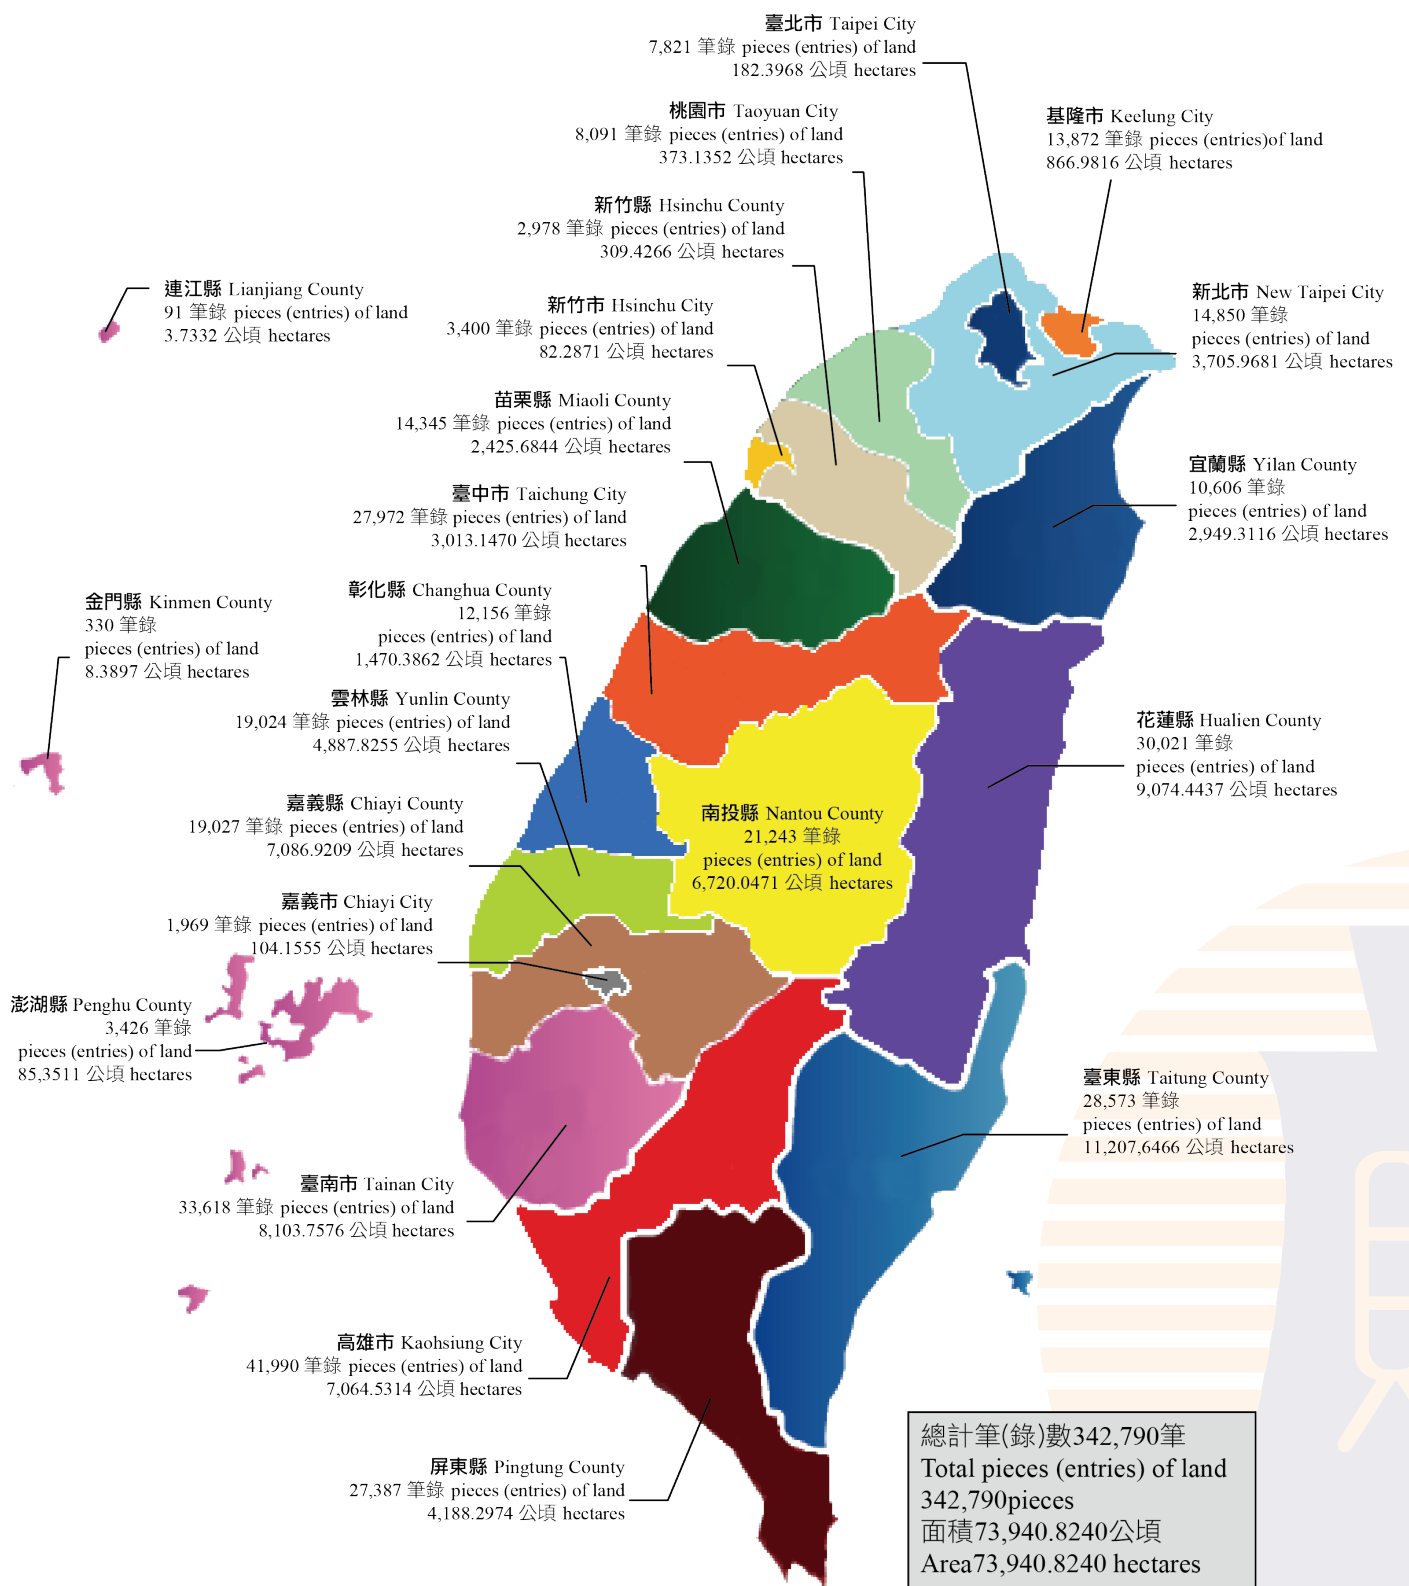 臺北市 Taipei City
7,821 筆錄 pieces (entries) of land
182.3968 公頃 hectares
桃園市 Taoyuan City
8,091 筆錄 pieces (entries) of land
373.1352 公頃 hectares
基隆市 Keelung City
13,872 筆錄 pieces (entries)of land
866.9816 公頃 hectares
新竹縣 Hsinchu County
2,978 筆錄 pieces (entries) of land
309.4266 公頃 hectares
連江縣 Lianjiang County
91 筆錄 pieces (entries) of land
3.7332 公頃 hectares
新竹市 Hsinchu City
3,400 筆錄 pieces (entries) of land
82.2871 公頃 hectares
新北市 New Taipei City
14,850 筆錄
pieces (entries) of land
3,705.9681 公頃 hectares
苗栗縣 Miaoli County
14,345 筆錄 pieces (entries) of land
2,425.6844 公頃 hectares
臺中市 Taichung City
27,972 筆錄 pieces (entries) of land
3,013.1470 公頃 hectares
宜蘭縣 Yilan County
10,606 筆錄
pieces (entries) of land
2,949.3116 公頃 hectares
彰化縣 Changhua County
12,156 筆錄
pieces (entries) of land
1,470.3862 公頃 hectares
金門縣 Kinmen County
330 筆錄
pieces (entries) of land
8.3897 公頃 hectares
雲林縣 Yunlin County
19,024 筆錄 pieces (entries) of land
4,887.8255 公頃 hectares
花蓮縣 Hualien County
30,021 筆錄
pieces (entries) of land
9,074.4437 公頃 hectares
嘉義縣 Chiayi County
19,027 筆錄 pieces (entries) of land
7,086.9209 公頃 hectares
南投縣 Nantou County
21,243 筆錄
pieces (entries) of land
6,720.0471 公頃 hectares
嘉義市 Chiayi City
1,969 筆錄 pieces (entries) of land
104.1555 公頃 hectares
澎湖縣 Penghu County
3,426 筆錄
pieces (entries) of land
85,3511 公頃 hectares
臺東縣 Taitung County
28,573 筆錄
pieces (entries) of land
11,207,6466 公頃 hectares
臺南市 Tainan City
33,618 筆錄 pieces (entries) of land
8,103.7576 公頃 hectares
高雄市 Kaohsiung City
41,990 筆錄 pieces (entries) of land
7,064.5314 公頃 hectares
屏東縣 Pingtung County
27,387 筆錄 pieces (entries) of land
4,188.2974 公頃 hectares
總計筆(錄)數342,790筆
Total pieces (entries) of land
342,790pieces
面積73,940.8240公頃
Area73,940.8240 hectares